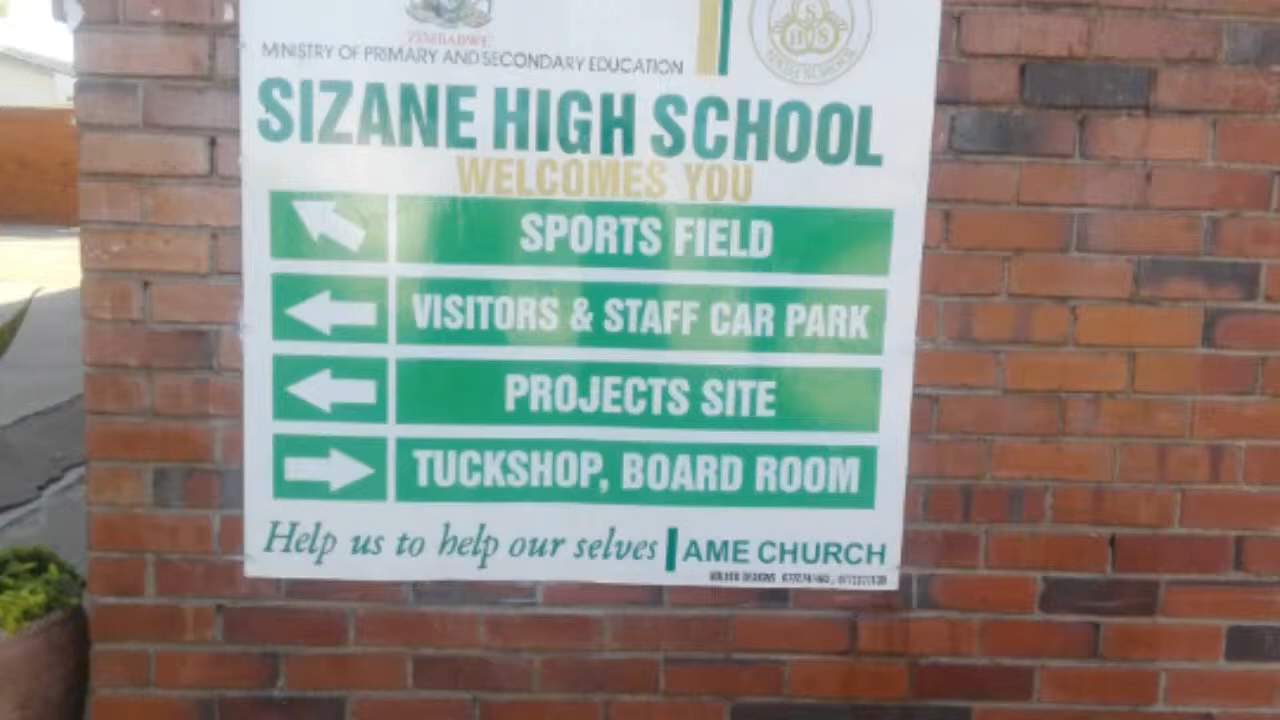 ZIMBABWE
MINISTRY OF PRIMARY AND SECONDARY EDUCATION
S
H S
SIZANE HIGH SCHOOL
WELCOMES YOU
SPORTS FIELD
VISITORS & STAFF CAR PARK
PROJECTS SITE
TUCKSHOP, BOARD ROOM
Help us to help our selves
AME CHURCH